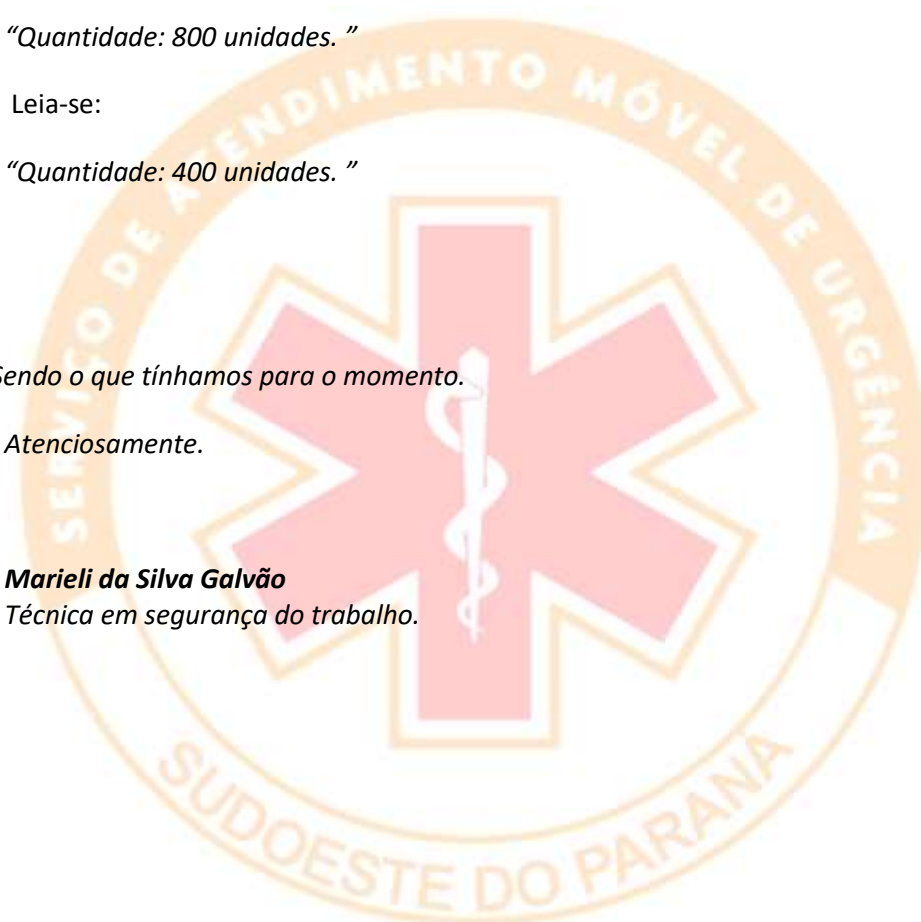 “Quantidade: 800 unidades. ”
Leia-se:
“Quantidade: 400 unidades. ”
Sendo o que tínhamos para o momento.
Atenciosamente.
Marieli da Silva Galvão
Técnica em segurança do trabalho.
SERVIÇO DE ATENDIMENTO MÓVEL DE URGÊNCIA
SUDOESTE DO PARANÁ